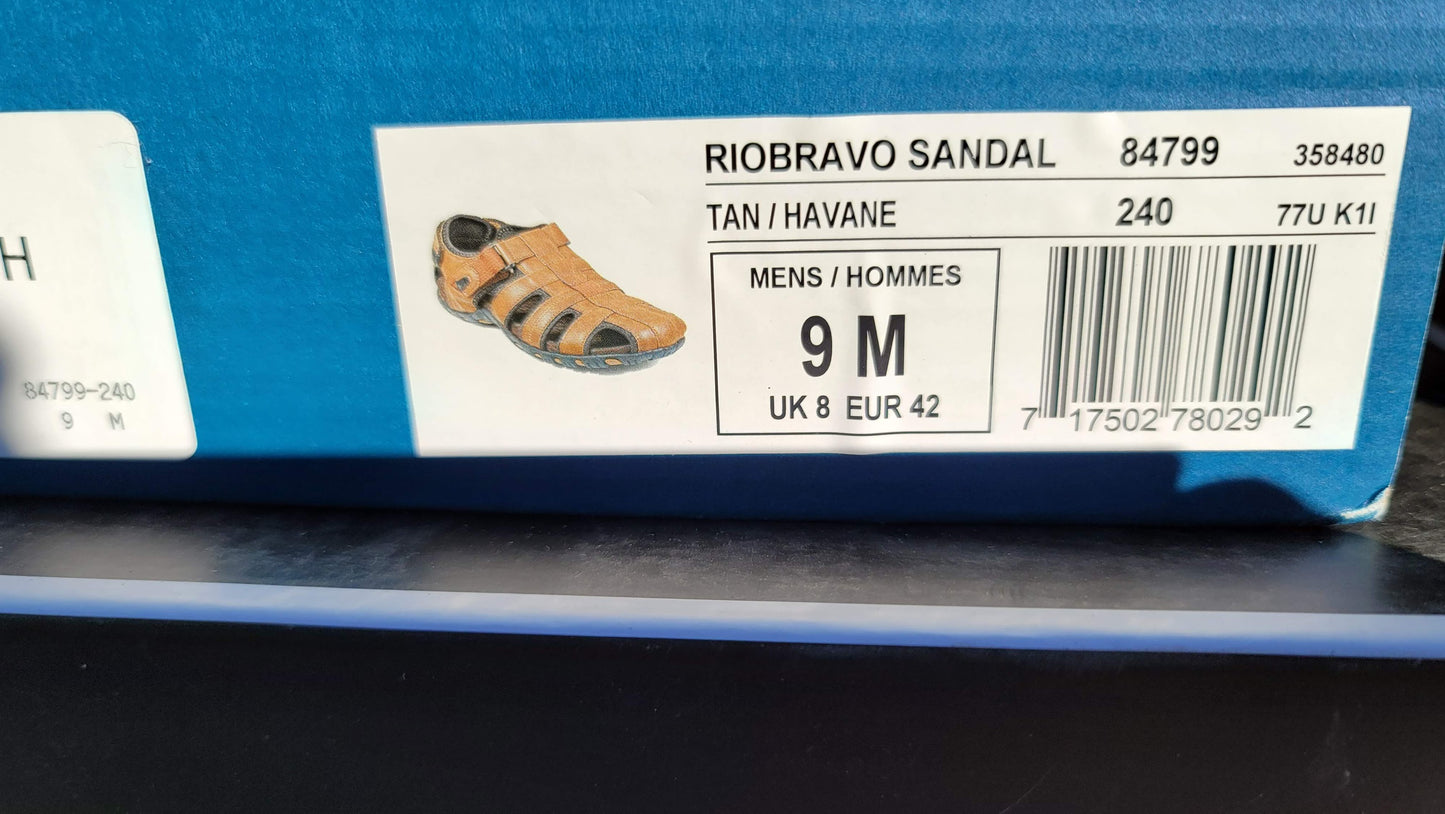 H
84799-240
9 M
RIOBRAVO SANDAL 84799 358480
TAN / HAVANE 240 77U K1I
MENS / HOMMES
9 M
UK 8 EUR 42
7 17502 78029 2